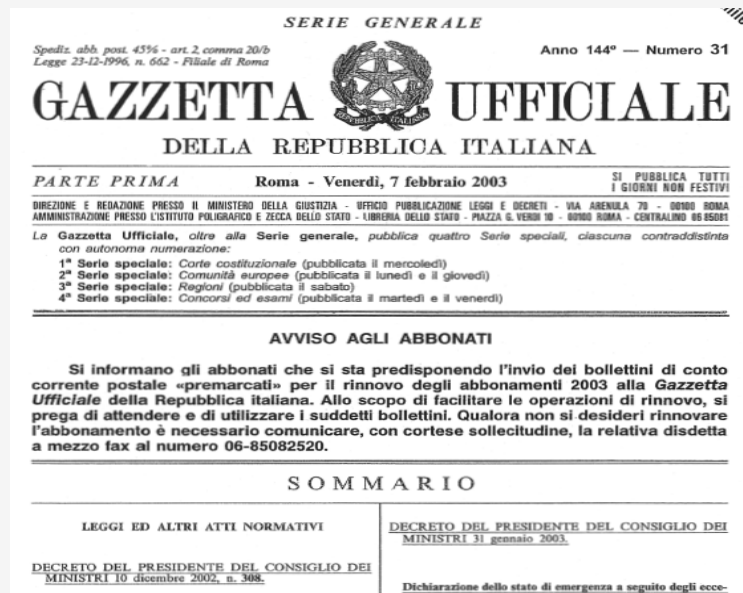 SERIE GENERALE
Spediz. abb. post. 45% - art. 2, comma 20/b
Legge 23-12-1996, n. 662 - Filiale di Roma
Anno 144° — Numero 31
GAZZETTA UFFICIALE
REPUBBLICA ITALIANA
DELLA REPUBBLICA ITALIANA
PARTE PRIMA
Roma - Venerdì, 7 febbraio 2003
SI PUBBLICA TUTTI
I GIORNI NON FESTIVI
DIREZIONE E REDAZIONE PRESSO IL MINISTERO DELLA GIUSTIZIA - UFFICIO PUBBLICAZIONE LEGGI E DECRETI - VIA ARENULA 70 - 00100 ROMA
AMMINISTRAZIONE PRESSO L'ISTITUTO POLIGRAFICO E ZECCA DELLO STATO - LIBRERIA DELLO STATO - PIAZZA G. VERDI 10 - 00100 ROMA - CENTRALINO 06 85081
La Gazzetta Ufficiale, oltre alla Serie generale, pubblica quattro Serie speciali, ciascuna contraddistinta
con autonoma numerazione:
1ª Serie speciale: Corte costituzionale (pubblicata il mercoledì)
2ª Serie speciale: Comunità europee (pubblicata il lunedì e il giovedì)
3ª Serie speciale: Regioni (pubblicata il sabato)
4ª Serie speciale: Concorsi ed esami (pubblicata il martedì e il venerdì)
AVVISO AGLI ABBONATI
Si informano gli abbonati che si sta predisponendo l'invio dei bollettini di conto
corrente postale «premarcati» per il rinnovo degli abbonamenti 2003 alla Gazzetta
Ufficiale della Repubblica italiana. Allo scopo di facilitare le operazioni di rinnovo, si
prega di attendere e di utilizzare i suddetti bollettini. Qualora non si desideri rinnovare
l'abbonamento è necessario comunicare, con cortese sollecitudine, la relativa disdetta
a mezzo fax al numero 06-85082520.
SOMMARIO
LEGGI ED ALTRI ATTI NORMATIVI
DECRETO DEL PRESIDENTE DEL CONSIGLIO DEI
MINISTRI 10 dicembre 2002, n. 308.
DECRETO DEL PRESIDENTE DEL CONSIGLIO DEI
MINISTRI 31 gennaio 2003.
Dichiarazione dello stato di emergenza a seguito degli ecce-